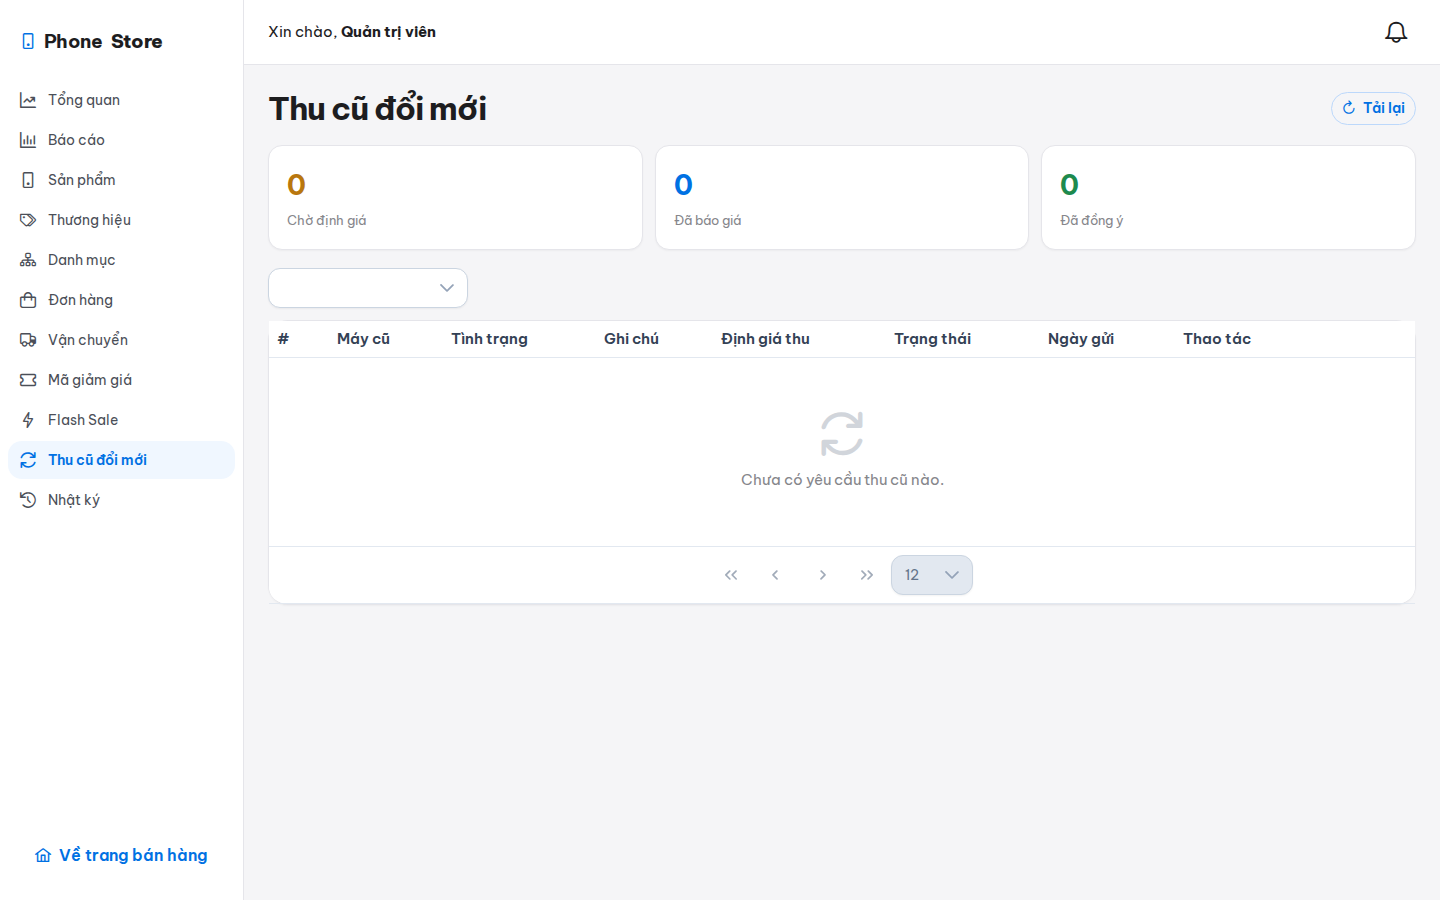 Phone Store
Xin chào, Quản trị viên
Tổng quan
Báo cáo
Sản phẩm
Thương hiệu
Danh mục
Đơn hàng
Vận chuyển
Mã giảm giá
Flash Sale
Thu cũ đổi mới
Nhật ký
Về trang bán hàng
Thu cũ đổi mới
Tải lại
0
Chờ định giá
0
Đã báo giá
0
Đã đồng ý
# Máy cũ Tình trạng Ghi chú Định giá thu Trạng thái Ngày gửi Thao tác
Chưa có yêu cầu thu cũ nào.
12